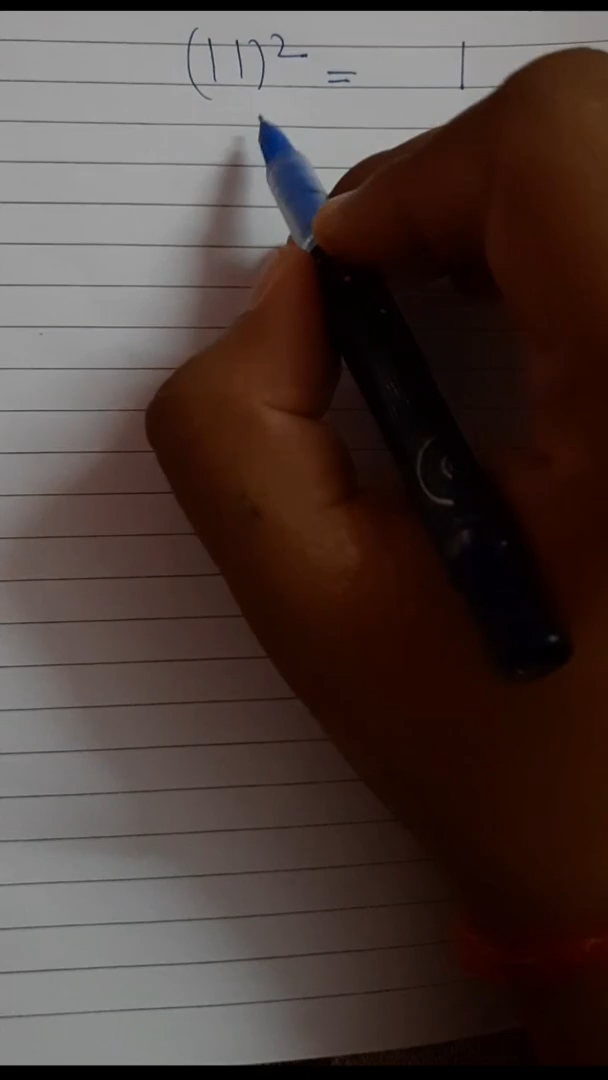 (11)² = 1